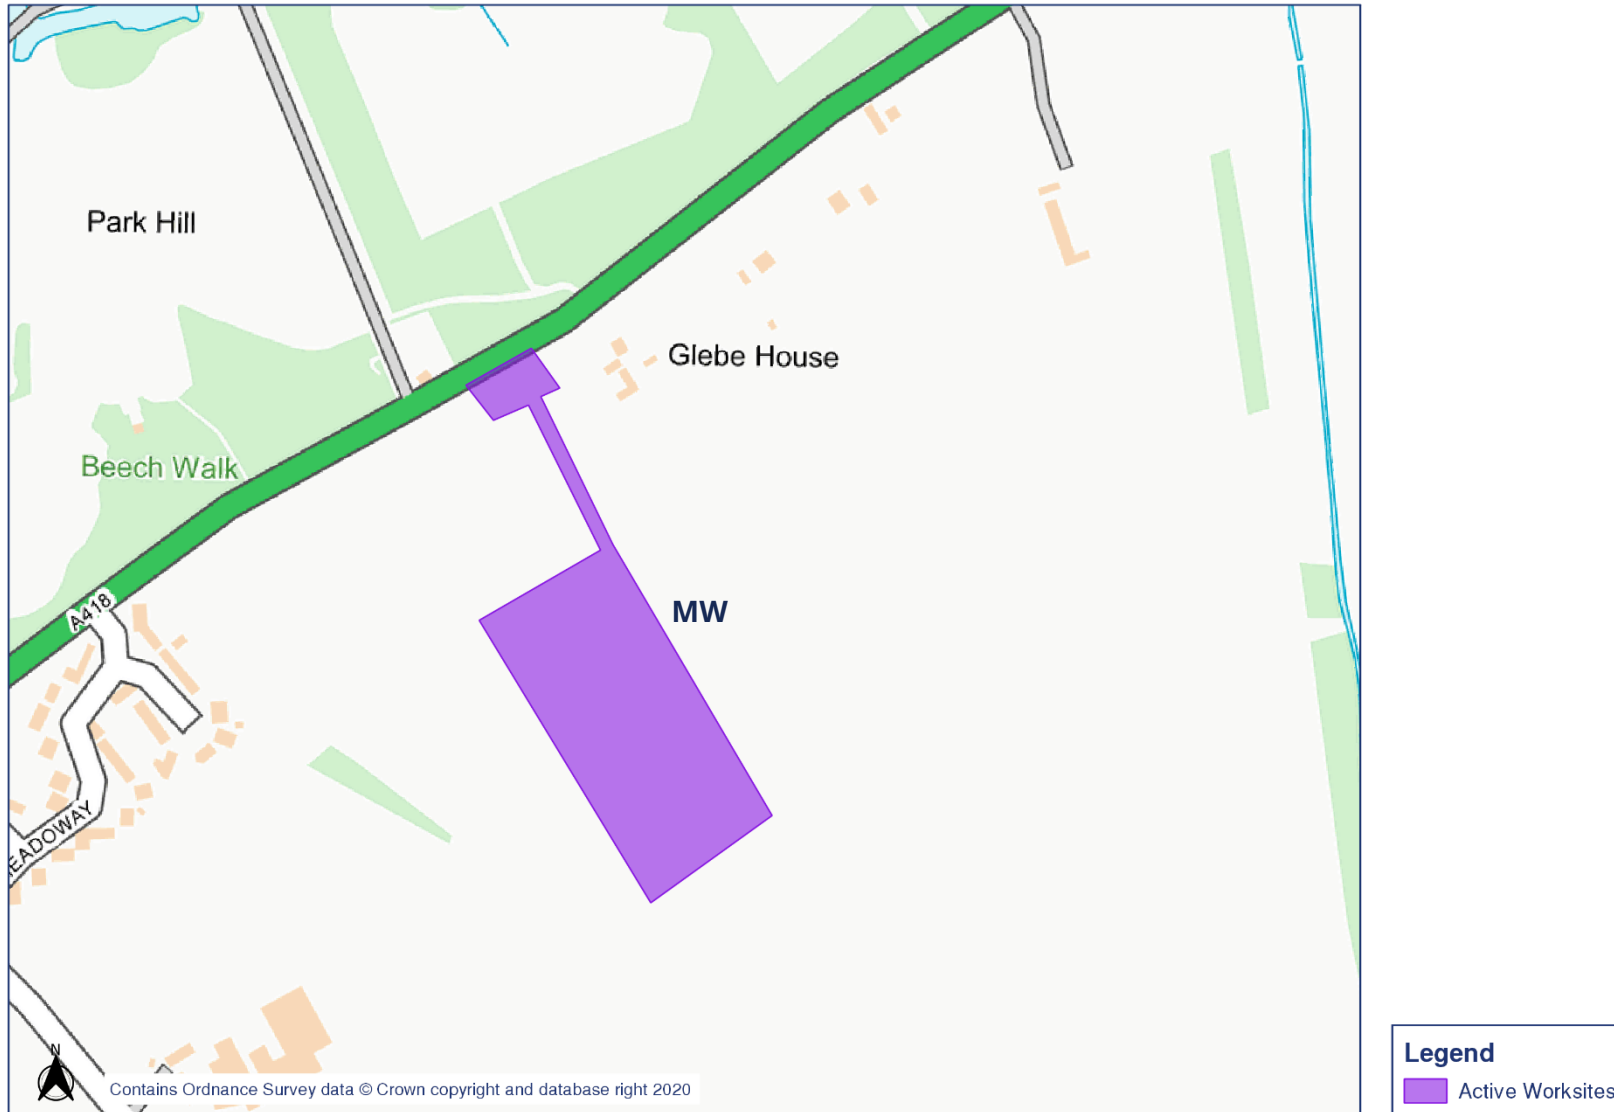 Park Hill
Glebe House
Beech Walk
A418
MW
EADOWAY
N
Contains Ordnance Survey data © Crown copyright and database right 2020
Legend
Active Worksites